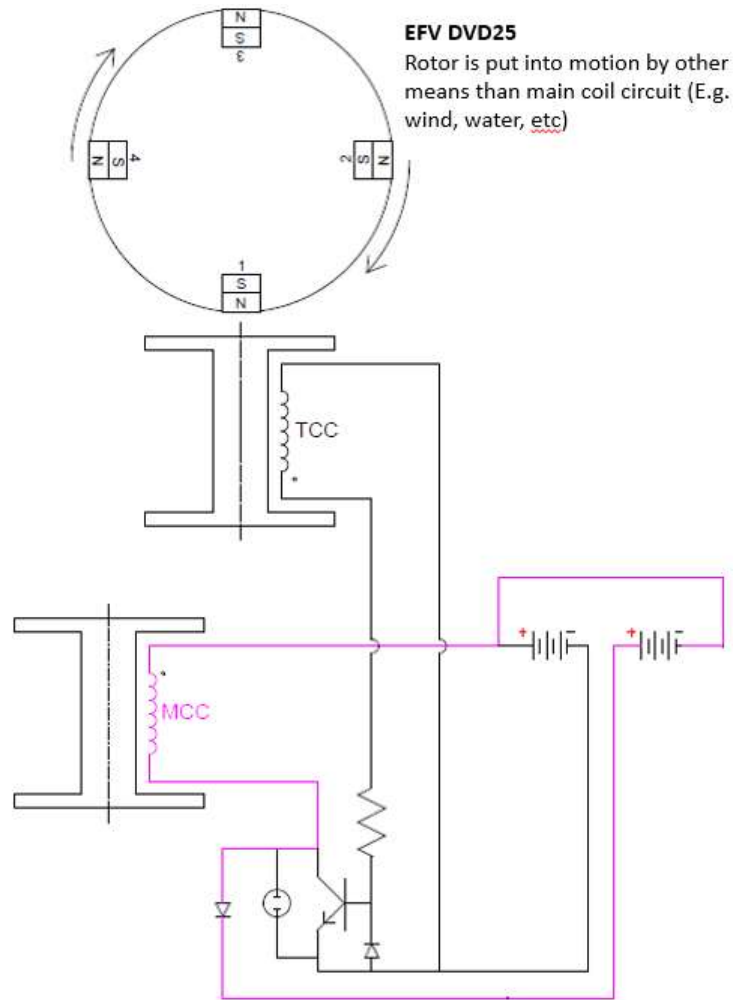 EFV DVD25
Rotor is put into motion by other
means than main coil circuit (E.g.
wind, water, etc)
N
S
3
N S 4
2 S N
1
S
N
TCC
+ -
+ -
MCC